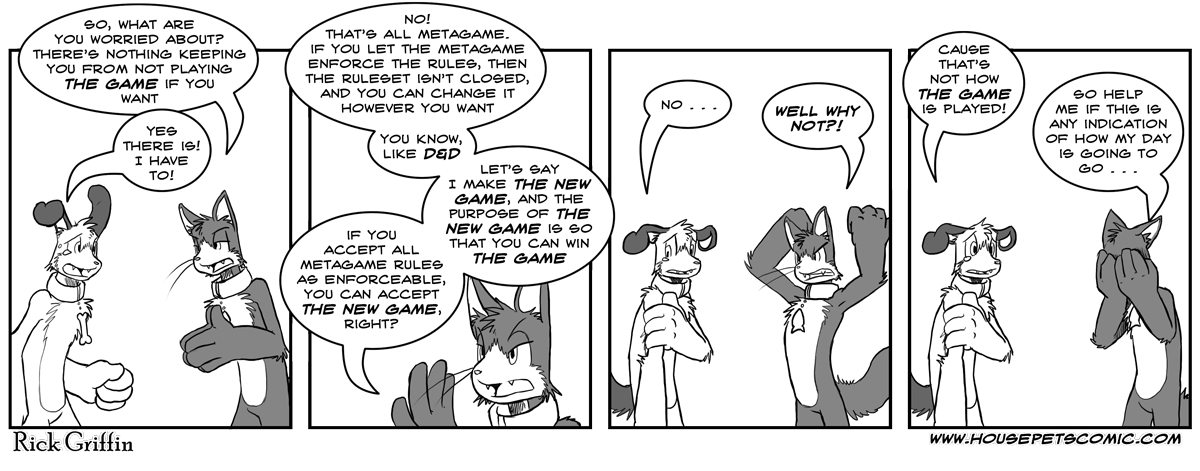 SO, WHAT ARE
YOU WORRIED ABOUT?
THERE'S NOTHING KEEPING
YOU FROM NOT PLAYING
THE GAME IF YOU
WANT
YES
THERE IS!
I HAVE
TO!
NO!
THAT'S ALL METAGAME.
IF YOU LET THE METAGAME
ENFORCE THE RULES, THEN
THE RULESET ISN'T CLOSED,
AND YOU CAN CHANGE IT
HOWEVER YOU WANT
YOU KNOW,
LIKE D&D
LET'S SAY
I MAKE THE NEW
GAME, AND THE
PURPOSE OF THE
NEW GAME IS SO
THAT YOU CAN WIN
THE GAME
IF YOU
ACCEPT ALL
METAGAME RULES
AS ENFORCEABLE,
YOU CAN ACCEPT
THE NEW GAME,
RIGHT?
NO . . .
WELL WHY
NOT?!
CAUSE
THAT'S
NOT HOW
THE GAME
IS PLAYED!
SO HELP
ME IF THIS IS
ANY INDICATION
OF HOW MY DAY
IS GOING TO
GO . . .
Rick Griffin
WWW.HOUSEPETSCOMIC.COM